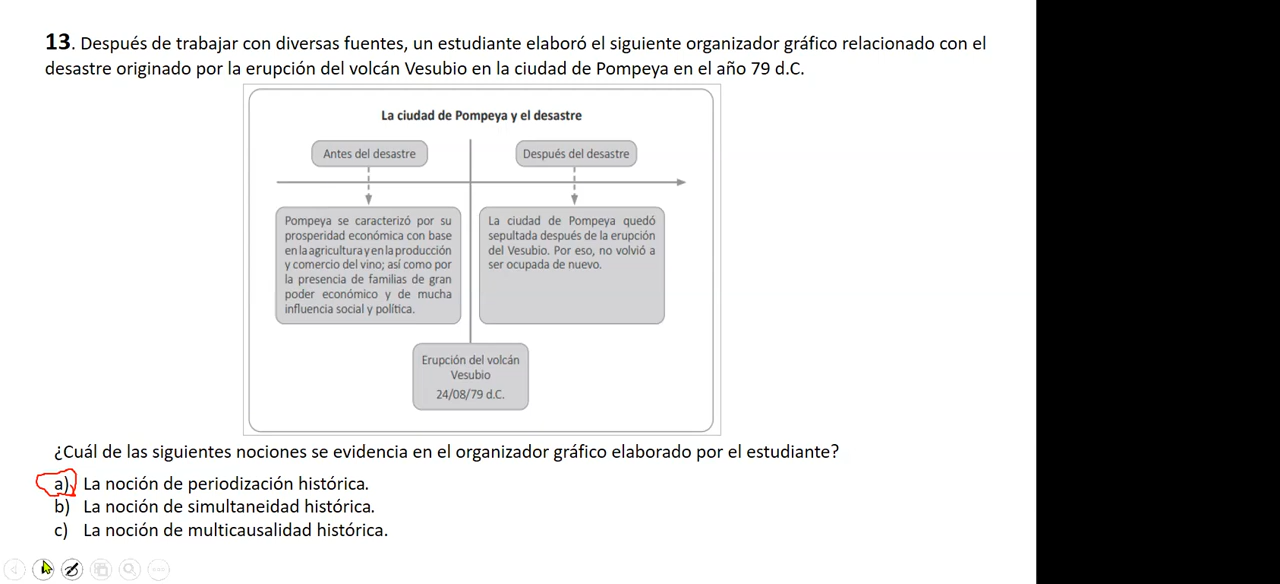 13. Después de trabajar con diversas fuentes, un estudiante elaboró el siguiente organizador gráfico relacionado con el
desastre originado por la erupción del volcán Vesubio en la ciudad de Pompeya en el año 79 d.C.
La ciudad de Pompeya y el desastre
Antes del desastre
Después del desastre
Pompeya se caracterizó por su
prosperidad económica con base
en la agricultura y en la producción
y comercio del vino; así como por
la presencia de familias de gran
poder económico y de mucha
influencia social y política.
La ciudad de Pompeya quedó
sepultada después de la erupción
del Vesubio. Por eso, no volvió a
ser ocupada de nuevo.
Erupción del volcán
Vesubio
24/08/79 d.C.
¿Cuál de las siguientes nociones se evidencia en el organizador gráfico elaborado por el estudiante?
a) La noción de periodización histórica.
b) La noción de simultaneidad histórica.
c) La noción de multicausalidad histórica.